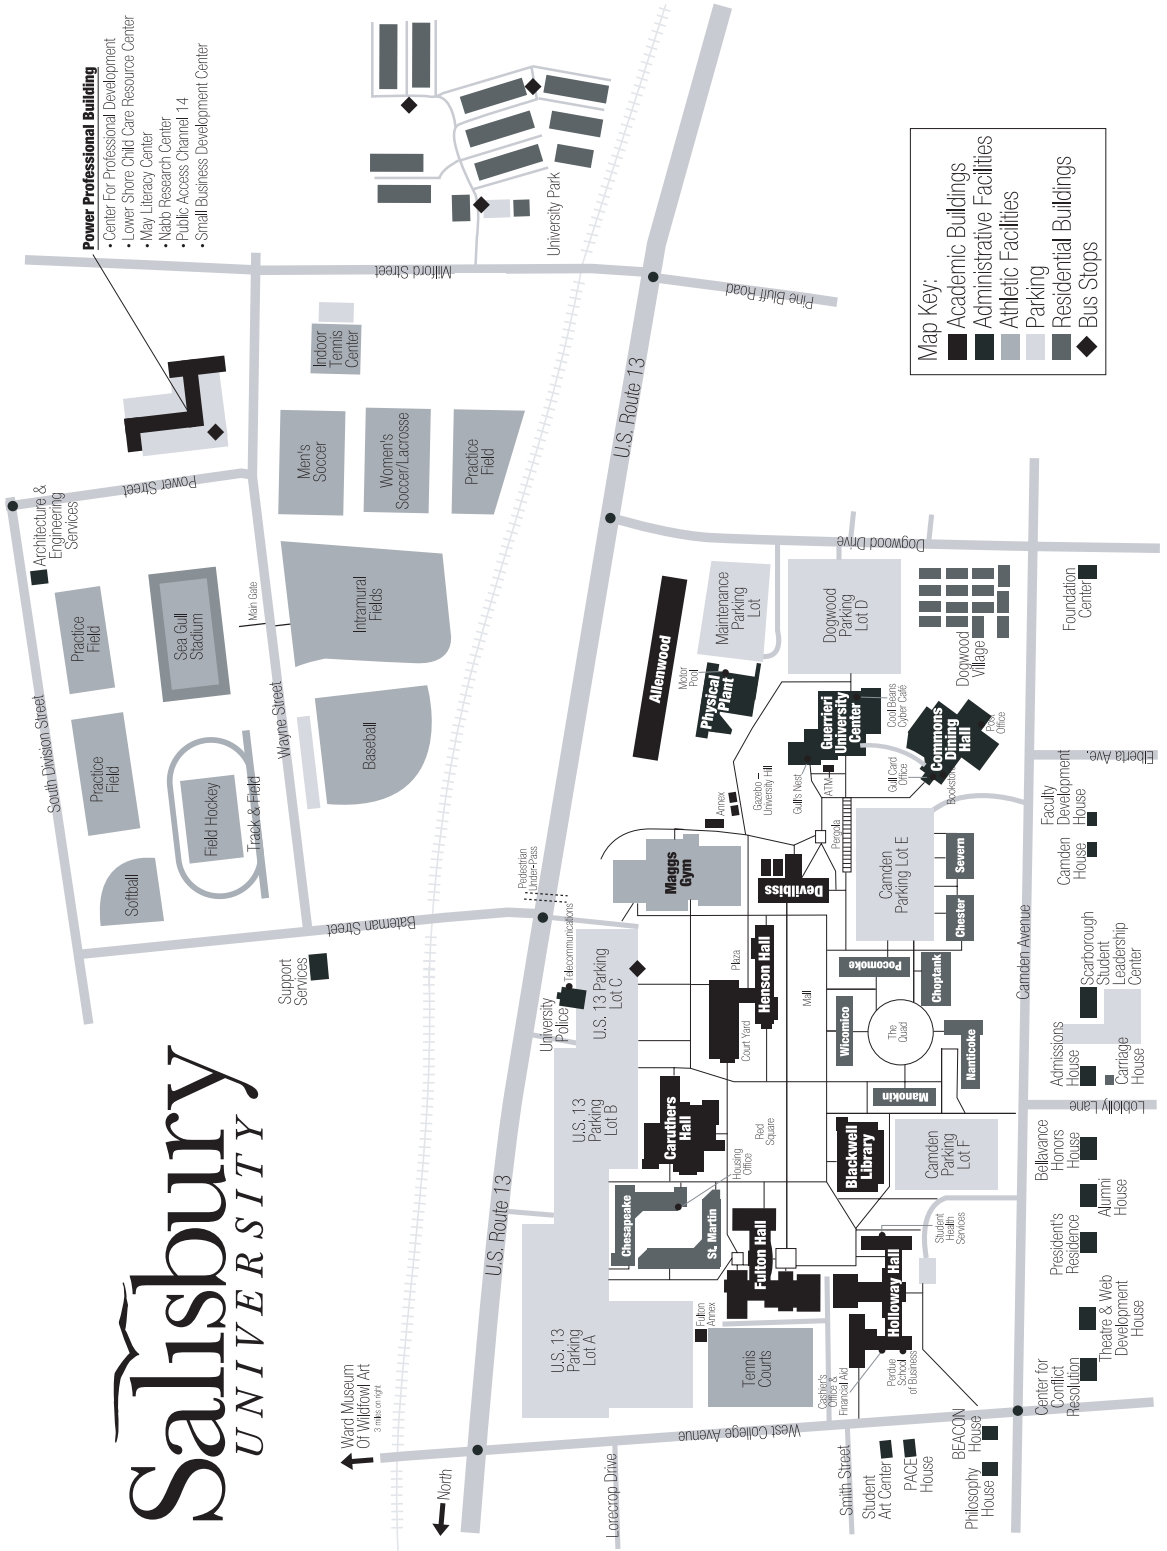 Salisbury
UNIVERSITY
Power Professional Building
• Center For Professional Development
• Lower Shore Child Care Resource Center
• May Literacy Center
• Nabb Research Center
• Public Access Channel 14
• Small Business Development Center
Ward Museum
Of Wildfowl Art
3 miles on right
North
South Division Street
Architecture &
Engineering
Services
Power Street
Milford Street
Wayne Street
Bateman Street
Softball
Practice
Field
Practice
Field
Field Hockey
Track & Field
Sea Gull
Stadium
Main Gate
Support
Services
Baseball
Intramural
Fields
Men's
Soccer
Women's
Soccer/Lacrosse
Practice
Field
Indoor
Tennis
Center
University Park
Pine Bluff Road
U.S. Route 13
U.S. Route 13
Pedestrian
Under-Pass
Telecommunications
University
Police
U.S. 13
Parking
Lot A
U.S. 13
Parking
Lot B
U.S. 13 Parking
Lot C
Maggs
Gym
Allenwood
Motor
Pool
Physical
Plant
Maintenance
Parking
Lot
Dogwood
Parking
Lot D
Dogwood Drive
Annex
Gazebo –
University Hill
Gull's Nest
ATM
Guerrieri
University
Center
Cool Beans
Cyber Café
Gull Card
Office
Bookstore
Commons
Dining
Hall
Post
Office
Dogwood
Village
Devilbiss
Pergola
Camden
Parking Lot E
Severn
Chester
Plaza
Henson Hall
Court Yard
Mall
Pocomoke
Choptank
Wicomico
The
Quad
Nanticoke
Manokin
Caruthers
Hall
Housing
Office
Red
Square
Chesapeake
St. Martin
Blackwell
Library
Camden
Parking
Lot F
Fulton Hall
Fulton
Annex
Tennis
Courts
Holloway Hall
Student
Health
Services
Cashier's
Office &
Financial Aid
Perdue
School
of Business
West College Avenue
Lorecrop Drive
Smith Street
Student
Art Center
PACE
House
BEACON
House
Philosophy
House
Camden Avenue
Center for
Conflict
Resolution
Theatre & Web
Development
House
President's
Residence
Alumni
House
Bellavance
Honors
House
Loblolly Lane
Admissions
House
Carriage
House
Scarborough
Student
Leadership
Center
Camden
House
Faculty
Development
House
Elberta Ave.
Foundation
Center
Map Key:
Academic Buildings
Administrative Facilities
Athletic Facilities
Parking
Residential Buildings
Bus Stops